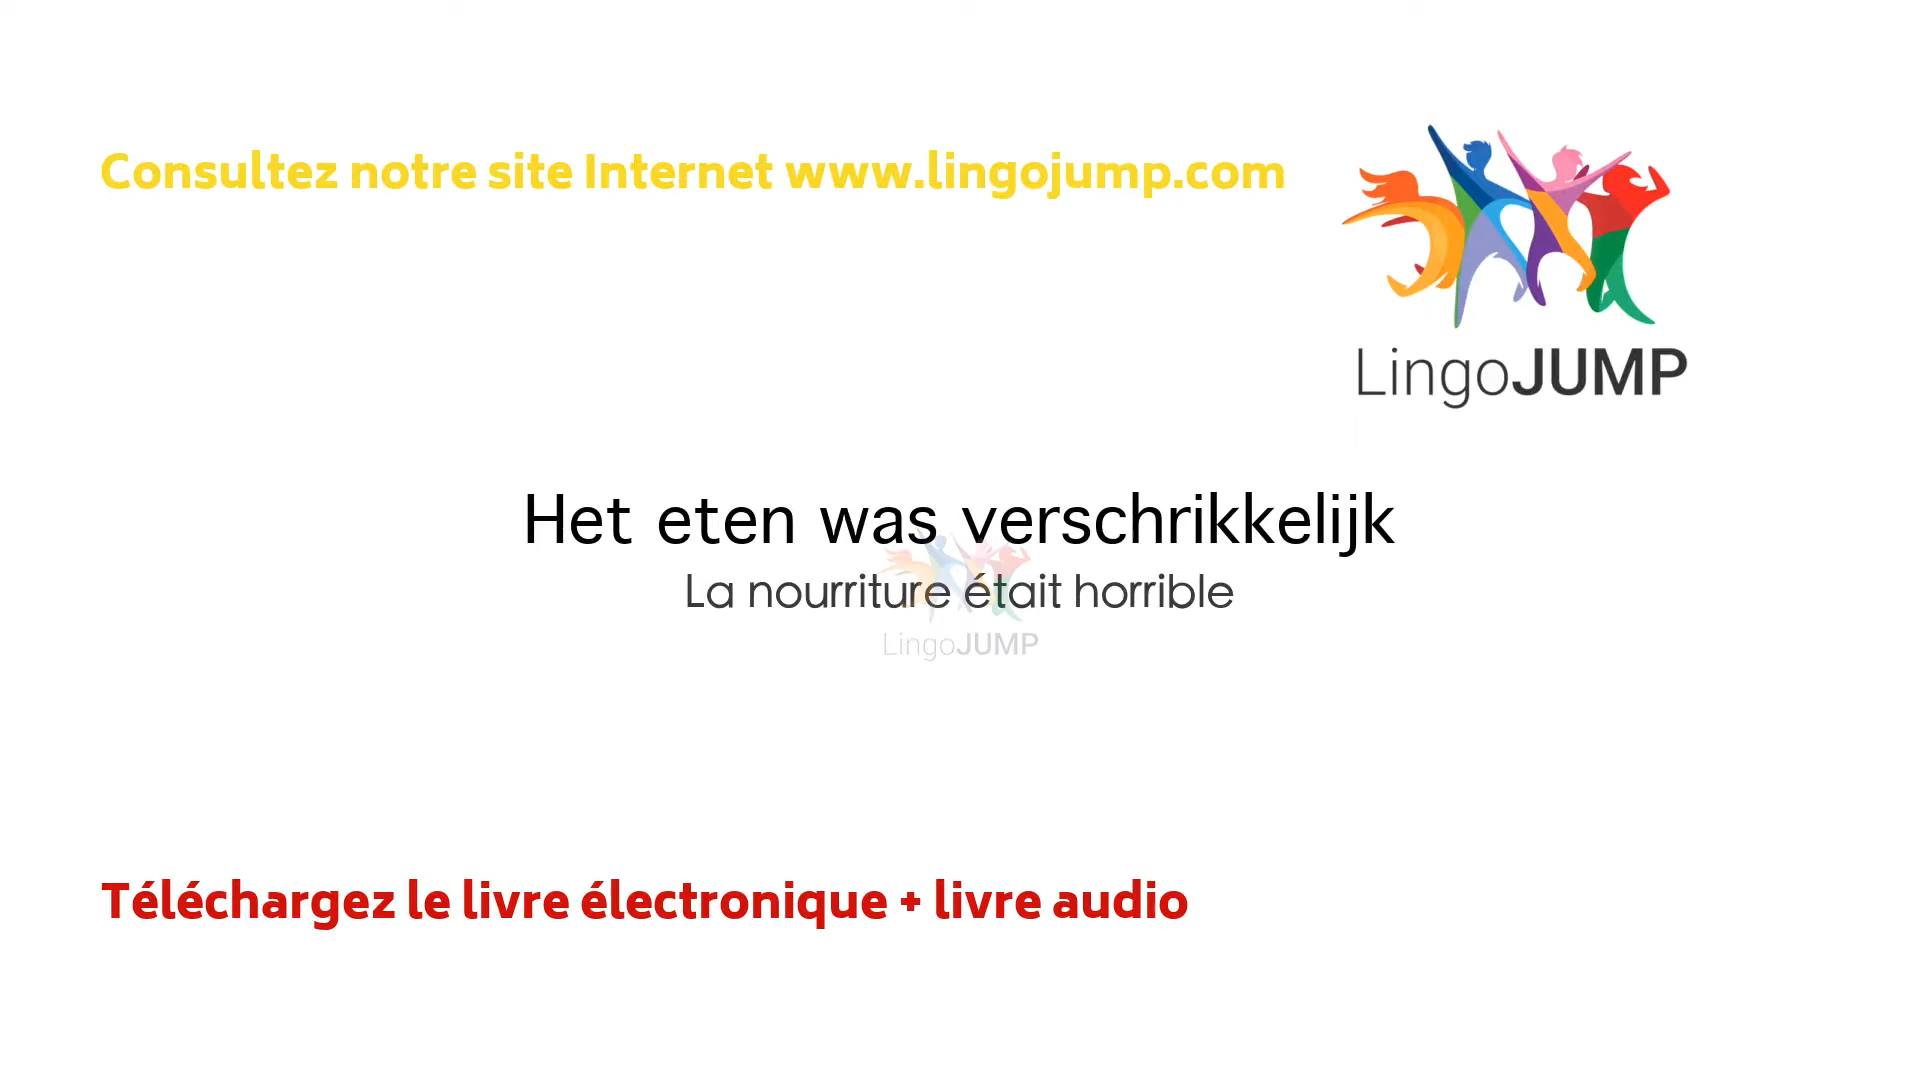 Consultez notre site Internet www.lingojump.com
LingoJUMP
Het eten was verschrikkelijk
La nourriture était horrible
LingoJUMP
Téléchargez le livre électronique + livre audio